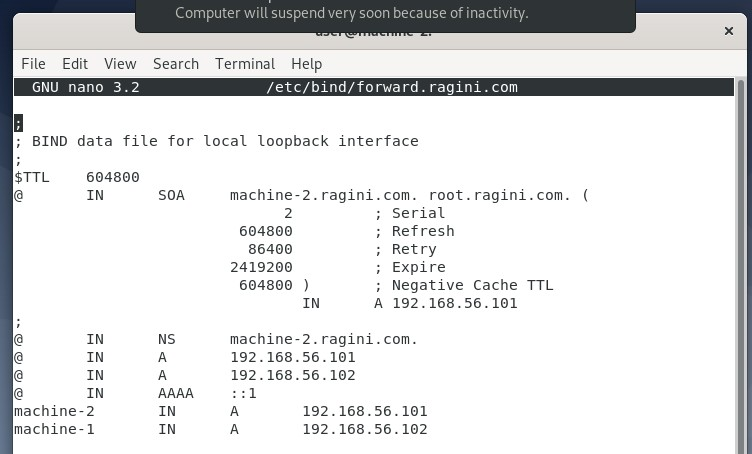 Computer will suspend very soon because of inactivity.
user@machine-2:
File Edit View Search Terminal Help
GNU nano 3.2 /etc/bind/forward.ragini.com
;
; BIND data file for local loopback interface
;
$TTL 604800
@ IN SOA machine-2.ragini.com. root.ragini.com. (
2 ; Serial
604800 ; Refresh
86400 ; Retry
2419200 ; Expire
604800 ) ; Negative Cache TTL
IN A 192.168.56.101
;
@ IN NS machine-2.ragini.com.
@ IN A 192.168.56.101
@ IN A 192.168.56.102
@ IN AAAA ::1
machine-2 IN A 192.168.56.101
machine-1 IN A 192.168.56.102